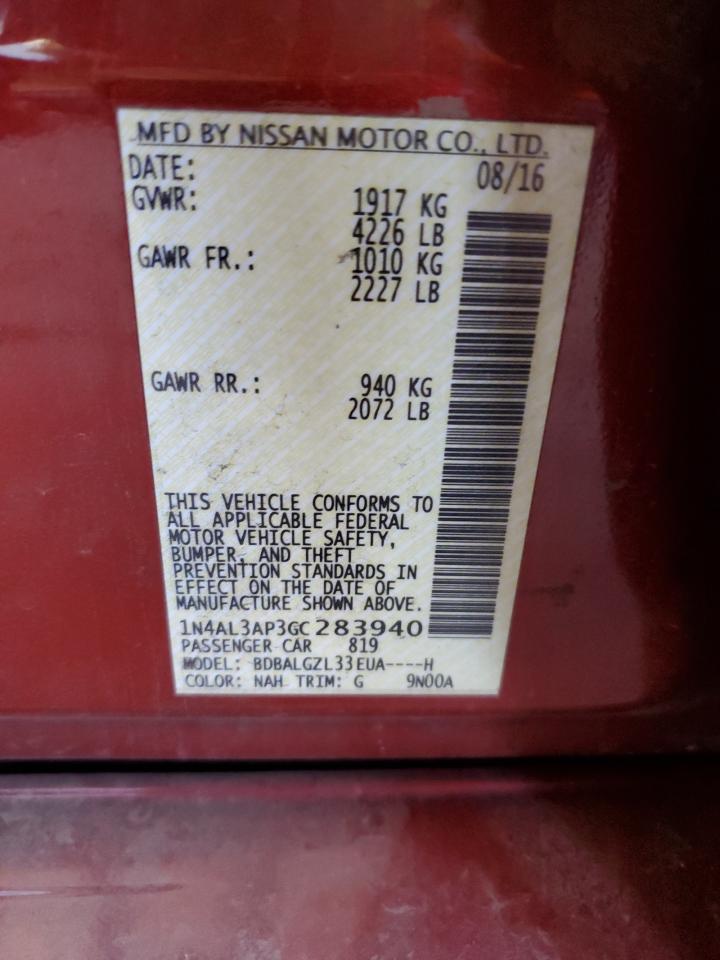 MFD BY NISSAN MOTOR CO., LTD.
DATE: 08/16
GVWR: 1917 KG
4226 LB
GAWR FR.: 1010 KG
2227 LB
GAWR RR.: 940 KG
2072 LB
THIS VEHICLE CONFORMS TO
ALL APPLICABLE FEDERAL
MOTOR VEHICLE SAFETY,
BUMPER, AND THEFT
PREVENTION STANDARDS IN
EFFECT ON THE DATE OF
MANUFACTURE SHOWN ABOVE.
1N4AL3AP3GC283940
PASSENGER CAR 819
MODEL: BDBALGZL33EUA----H
COLOR: NAH TRIM: G 9N00A